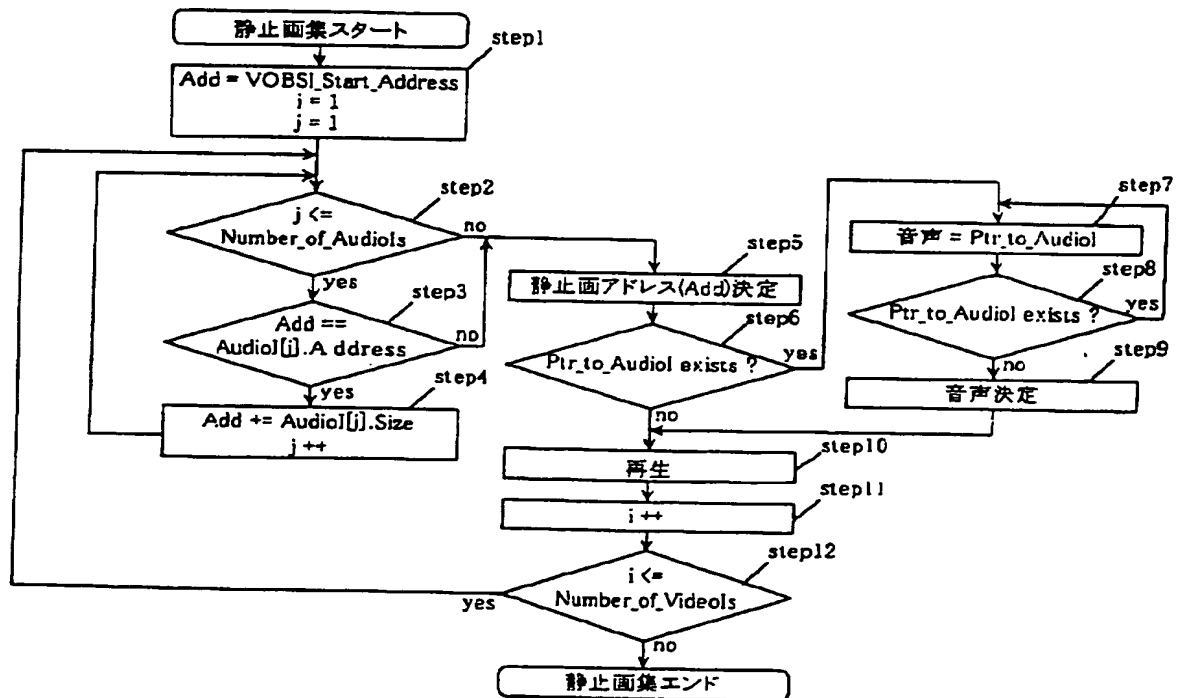 静止画集スタート
step1
Add = VOBSI_Start_Address
i = 1
j = 1
step2
j <=
Number_of_AudioIs
no
yes
step3
Add ==
AudioI[j].A ddress
no
yes
step4
Add += AudioI[j].Size
j ++
step5
静止画アドレス(Add)決定
step6
Ptr_to_AudioI exists ?
yes
no
step7
音声 = Ptr_to_AudioI
step8
Ptr_to_AudioI exists ?
yes
no
step9
音声決定
step10
再生
step11
i ++
step12
i <=
Number_of_VideoIs
yes
no
静止画集エンド